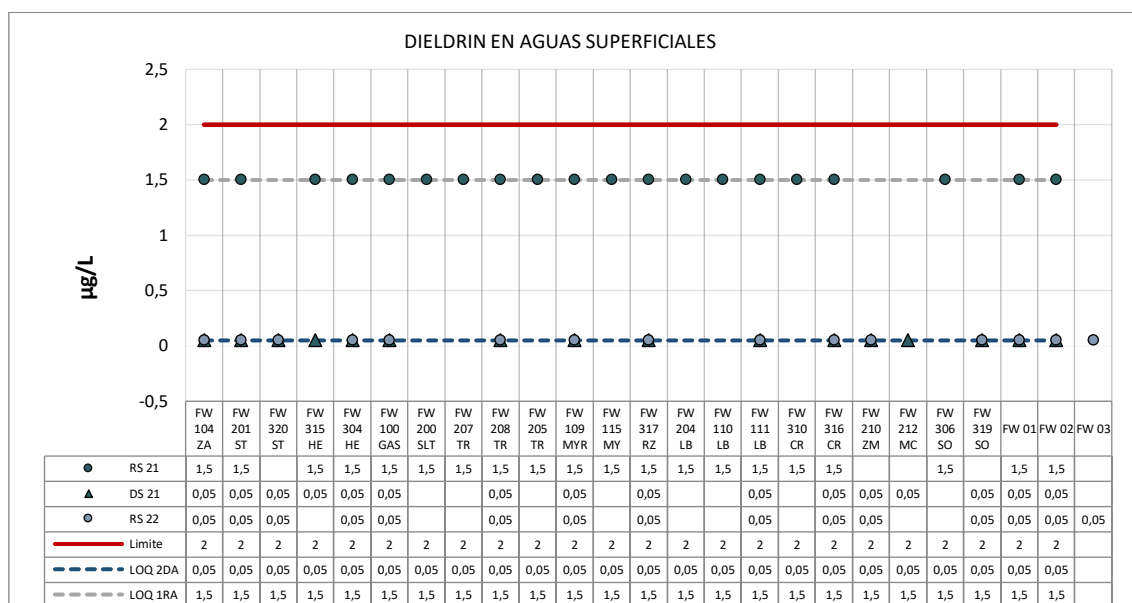 DIELDRIN EN AGUAS SUPERFICIALES
2,5
2
1,5
1
0,5
0
-0,5
µg/L
FW FW FW FW FW FW FW FW FW FW FW FW FW FW FW FW FW FW FW FW FW FW
104 201 320 315 304 100 200 207 208 205 109 115 317 204 110 111 310 316 210 212 306 319 FW 01 FW 02 FW 03
ZA ST ST HE HE GAS SLT TR TR TR MYR MY RZ LB LB LB CR CR ZM MC SO SO
RS 21 1,5 1,5 1,5 1,5 1,5 1,5 1,5 1,5 1,5 1,5 1,5 1,5 1,5 1,5 1,5 1,5 1,5 1,5 1,5 1,5
DS 21 0,05 0,05 0,05 0,05 0,05 0,05 0,05 0,05 0,05 0,05 0,05 0,05 0,05 0,05 0,05 0,05
RS 22 0,05 0,05 0,05 0,05 0,05 0,05 0,05 0,05 0,05 0,05 0,05 0,05 0,05 0,05 0,05
Limite 2 2 2 2 2 2 2 2 2 2 2 2 2 2 2 2 2 2 2 2 2 2 2 2
LOQ 2DA 0,05 0,05 0,05 0,05 0,05 0,05 0,05 0,05 0,05 0,05 0,05 0,05 0,05 0,05 0,05 0,05 0,05 0,05 0,05 0,05 0,05 0,05 0,05 0,05
LOQ 1RA 1,5 1,5 1,5 1,5 1,5 1,5 1,5 1,5 1,5 1,5 1,5 1,5 1,5 1,5 1,5 1,5 1,5 1,5 1,5 1,5 1,5 1,5 1,5 1,5